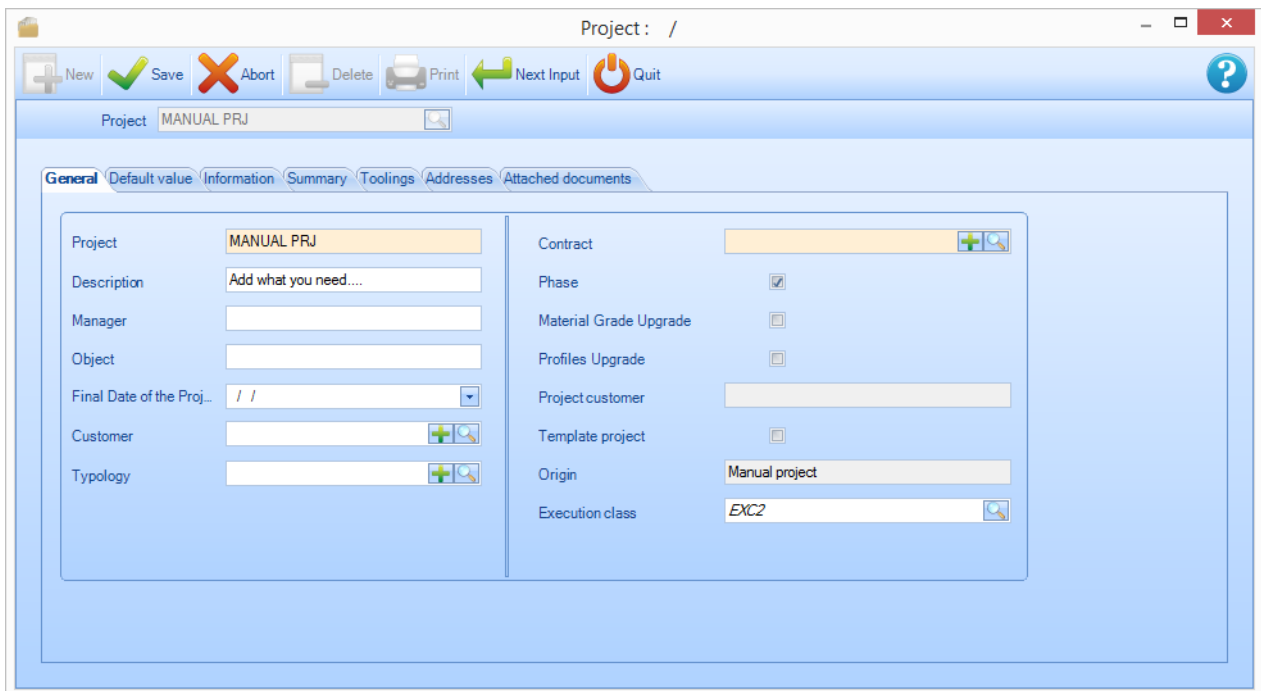 Project : /
New Save Abort Delete Print Next Input Quit ?
Project MANUAL PRJ
General Default value Information Summary Toolings Addresses Attached documents
Project MANUAL PRJ
Description Add what you need....
Manager
Object
Final Date of the Proj... / /
Customer
Typology
Contract
Phase
Material Grade Upgrade
Profiles Upgrade
Project customer
Template project
Origin Manual project
Execution class EXC2